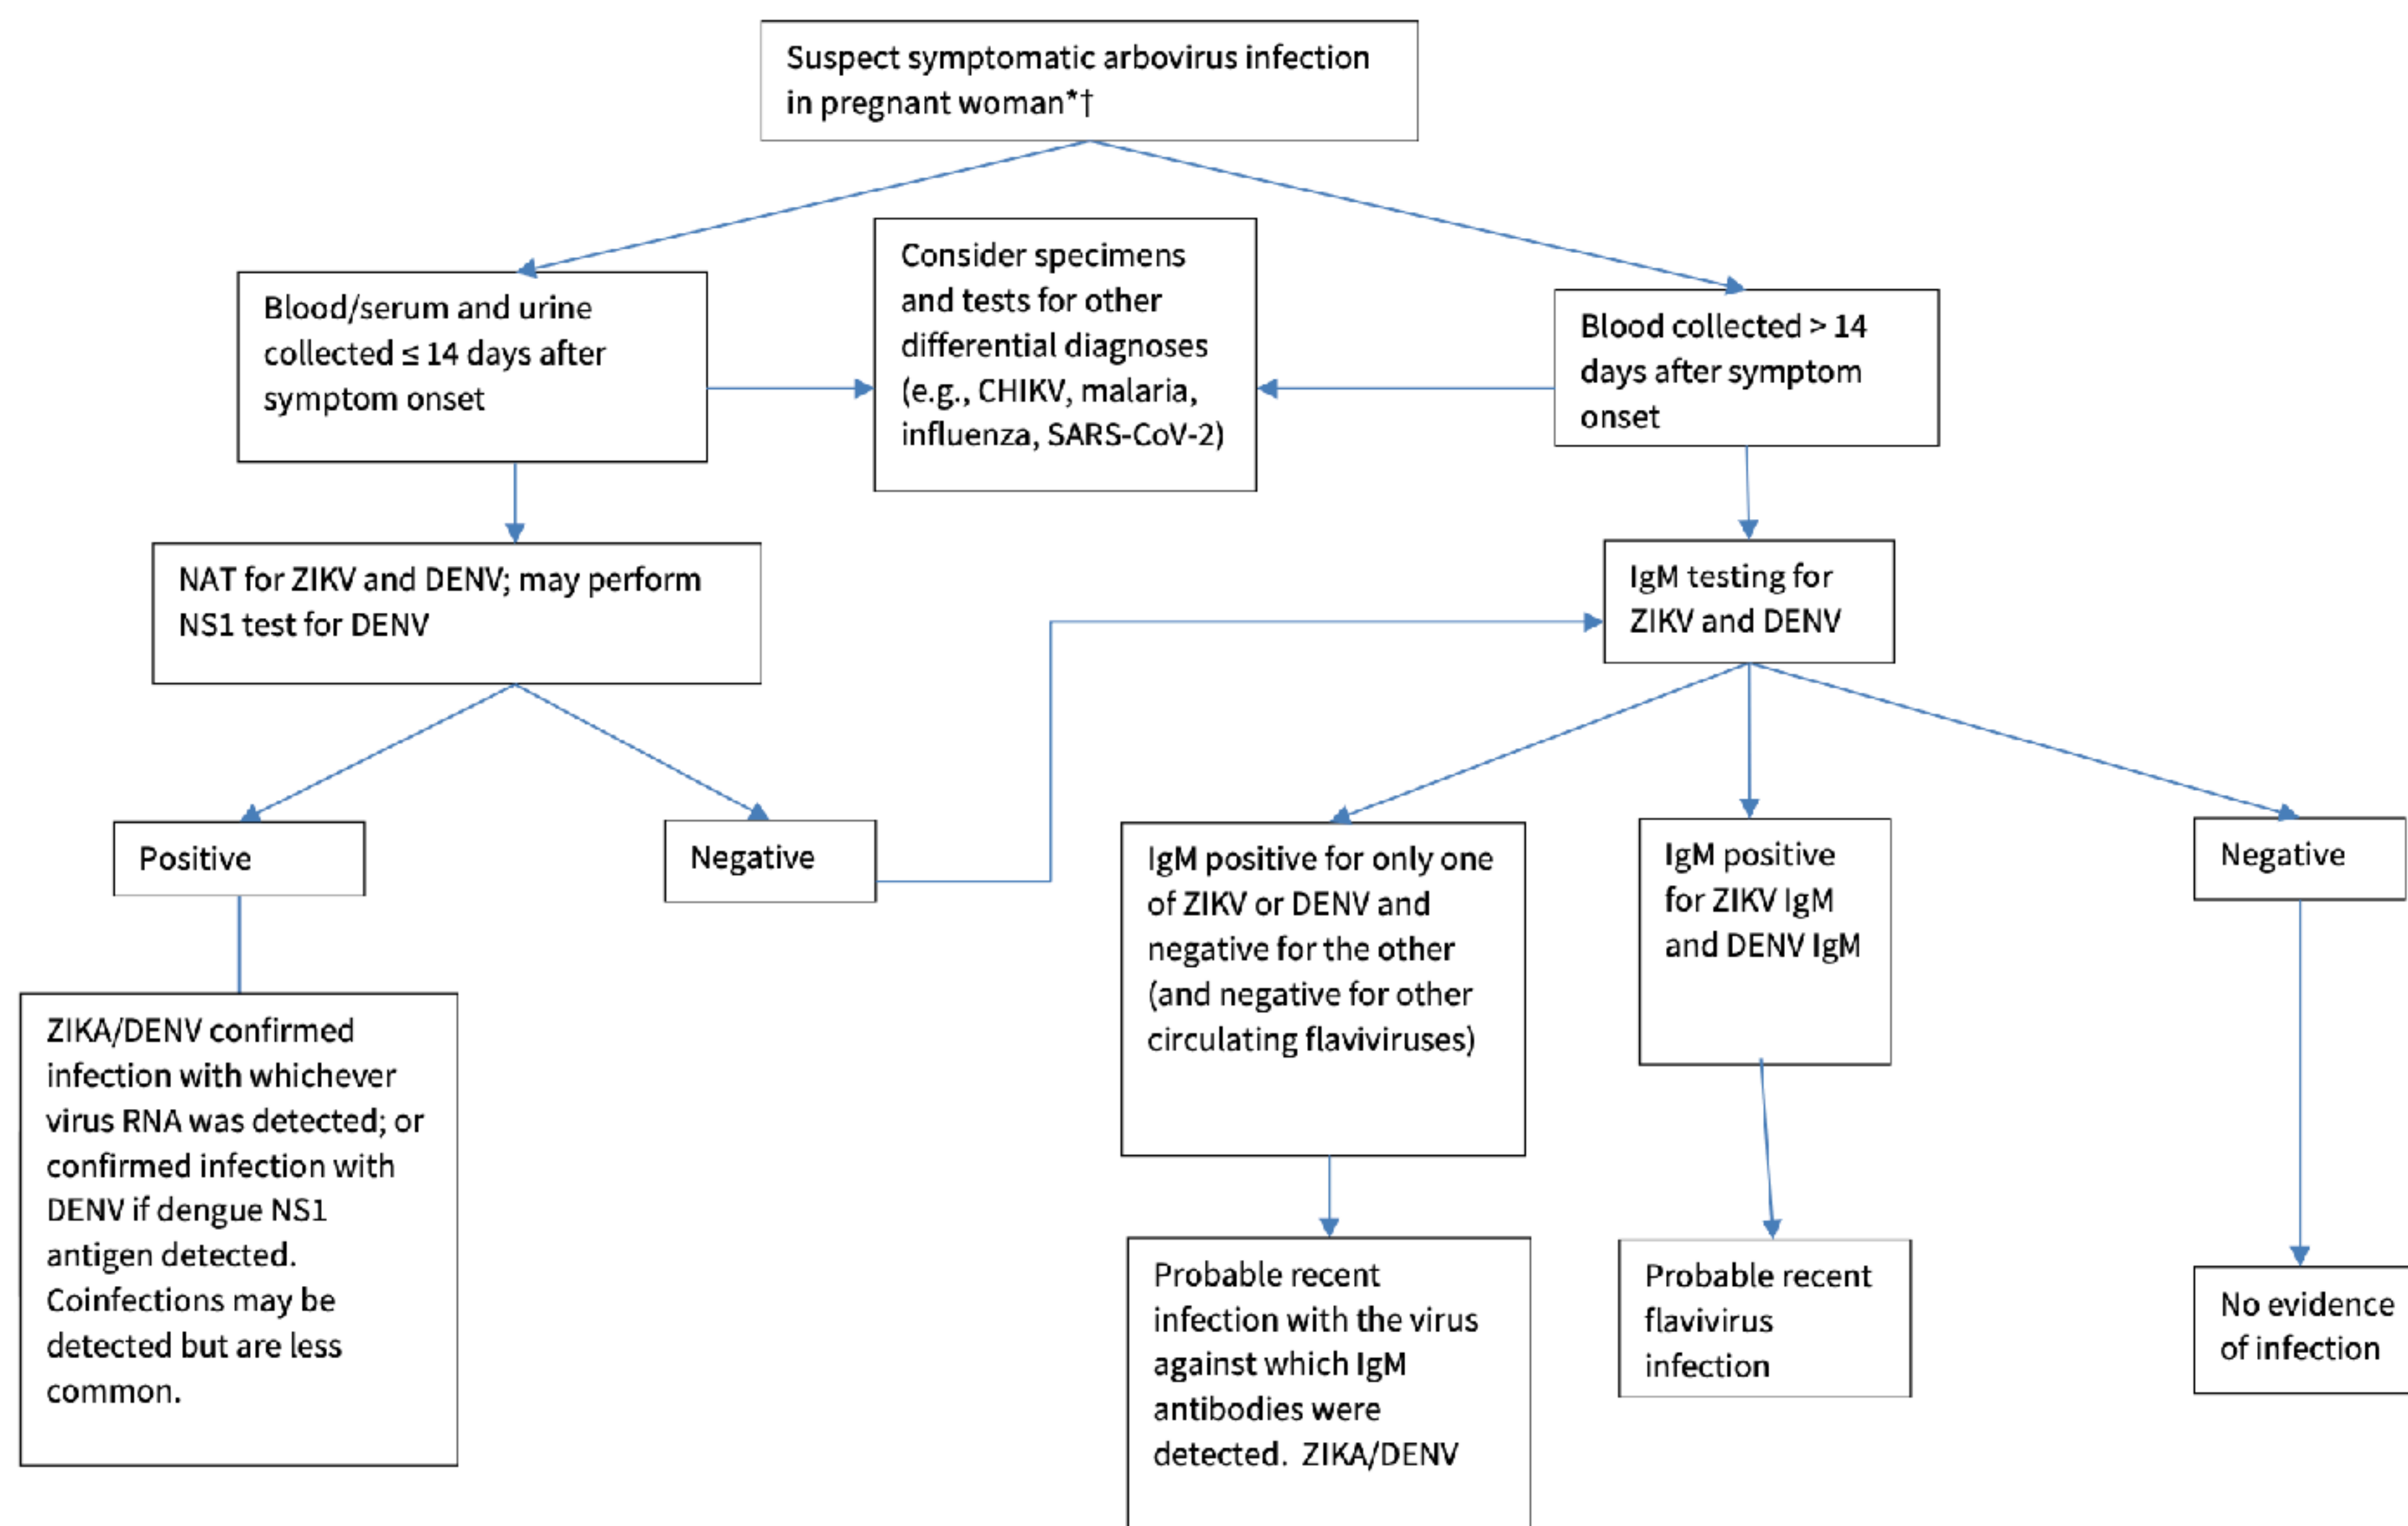 Suspect symptomatic arbovirus infection
in pregnant woman*†
Blood/serum and urine
collected ≤ 14 days after
symptom onset
Consider specimens
and tests for other
differential diagnoses
(e.g., CHIKV, malaria,
influenza, SARS-CoV-2)
Blood collected > 14
days after symptom
onset
NAT for ZIKV and DENV; may perform
NS1 test for DENV
IgM testing for
ZIKV and DENV
Positive
Negative
IgM positive for only one
of ZIKV or DENV and
negative for the other
(and negative for other
circulating flaviviruses)
IgM positive
for ZIKV IgM
and DENV IgM
Negative
ZIKA/DENV confirmed
infection with whichever
virus RNA was detected; or
confirmed infection with
DENV if dengue NS1
antigen detected.
Coinfections may be
detected but are less
common.
Probable recent
infection with the virus
against which IgM
antibodies were
detected. ZIKA/DENV
Probable recent
flavivirus
infection
No evidence
of infection